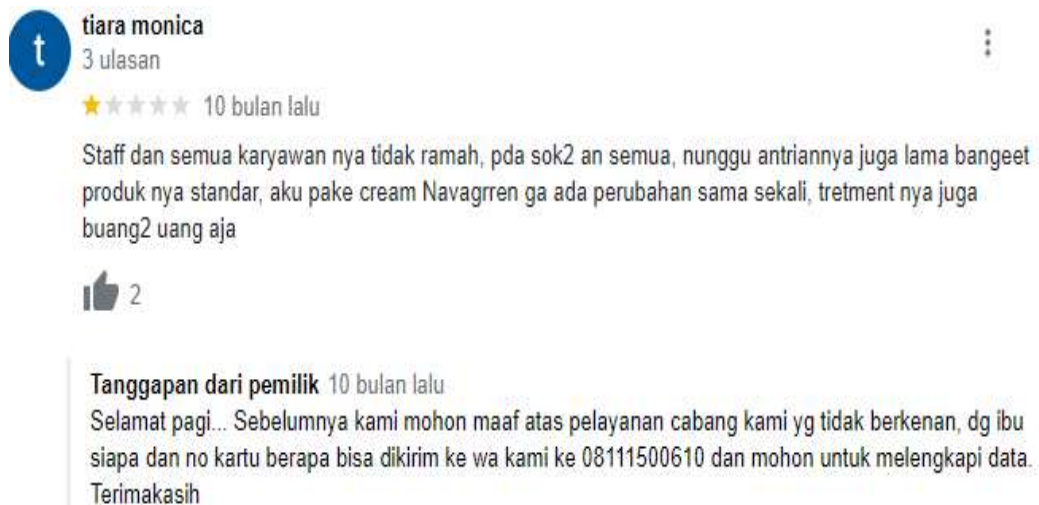 t
tiara monica
3 ulasan
10 bulan lalu
Staff dan semua karyawan nya tidak ramah, pda sok2 an semua, nunggu antriannya juga lama bangeet
produk nya standar, aku pake cream Navagrren ga ada perubahan sama sekali, tretment nya juga
buang2 uang aja
2
Tanggapan dari pemilik 10 bulan lalu
Selamat pagi... Sebelumnya kami mohon maaf atas pelayanan cabang kami yg tidak berkenan, dg ibu
siapa dan no kartu berapa bisa dikirim ke wa kami ke 08111500610 dan mohon untuk melengkapi data.
Terimakasih